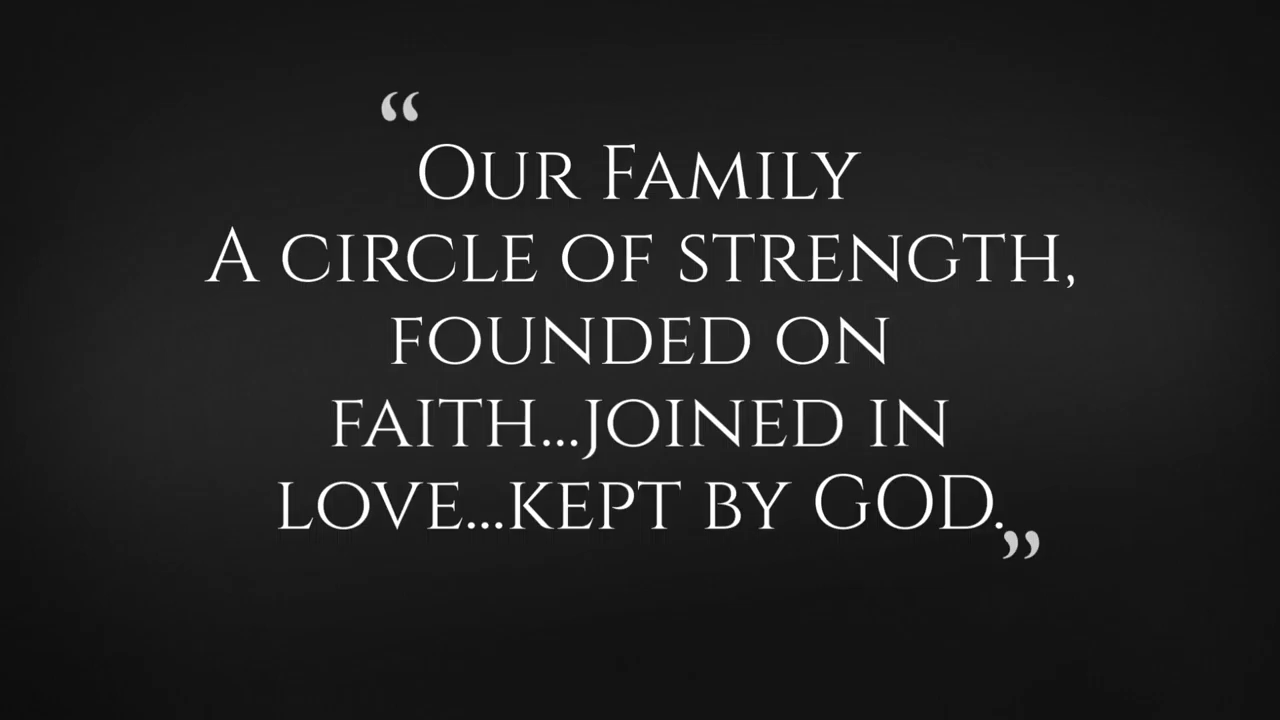 “
Our Family
A circle of strength,
founded on
faith...joined in
love...kept by GOD.
”